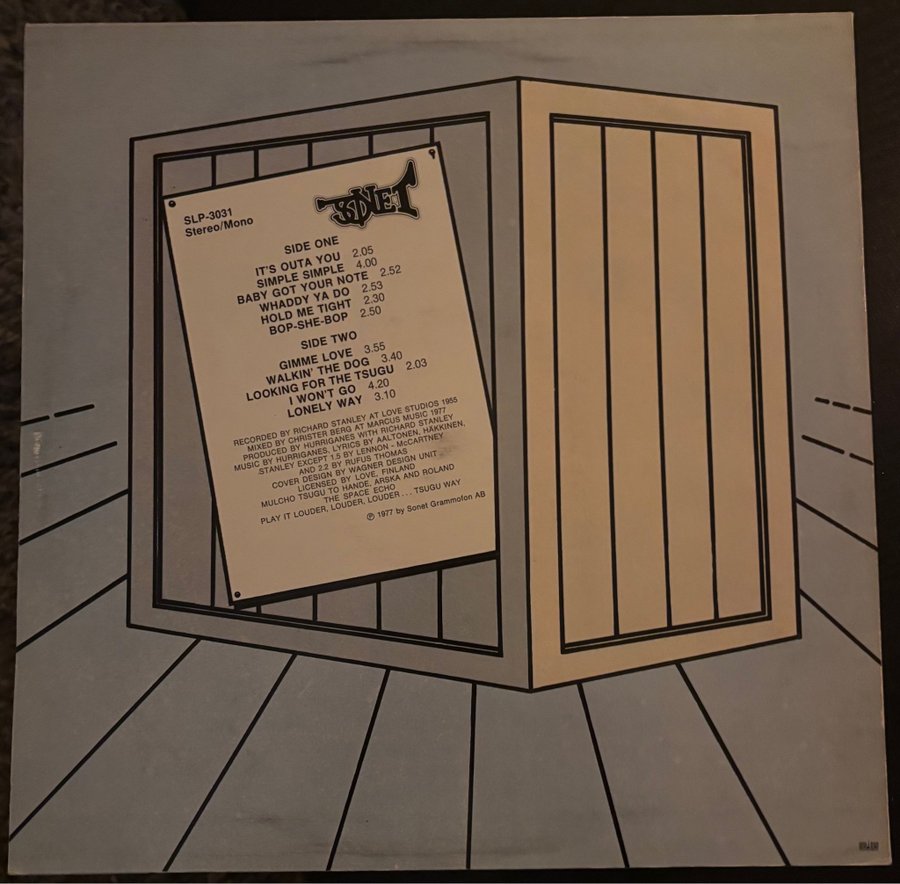 SLP-3031
Stereo/Mono
SONET
SIDE ONE
IT'S OUTA YOU 2.05
SIMPLE SIMPLE 4.00
BABY GOT YOUR NOTE 2.52
WHADDY YA DO 2.53
HOLD ME TIGHT 2.30
BOP-SHE-BOP 2.50
SIDE TWO
GIMME LOVE 3.55
WALKIN' THE DOG 3.40
LOOKING FOR THE TSUGU 2.03
I WON'T GO 4.20
LONELY WAY 3.10
RECORDED BY RICHARD STANLEY AT LOVE STUDIOS 1955
MIXED BY CHRISTER BERG AT MARCUS MUSIC 1977
PRODUCED BY HURRIGANES WITH RICHARD STANLEY
MUSIC BY HURRIGANES, LYRICS BY AALTONEN, HÄKKINEN,
STANLEY EXCEPT 1.5 BY LENNON - McCARTNEY
AND 2.2 BY RUFUS THOMAS
COVER DESIGN BY WAGNER DESIGN UNIT
LICENSED BY LOVE, FINLAND
MULCHO TSUGU TO HANDE, ARSKA AND ROLAND
THE SPACE ECHO
PLAY IT LOUDER, LOUDER, LOUDER ... TSUGU WAY
℗ 1977 by Sonet Grammofon AB